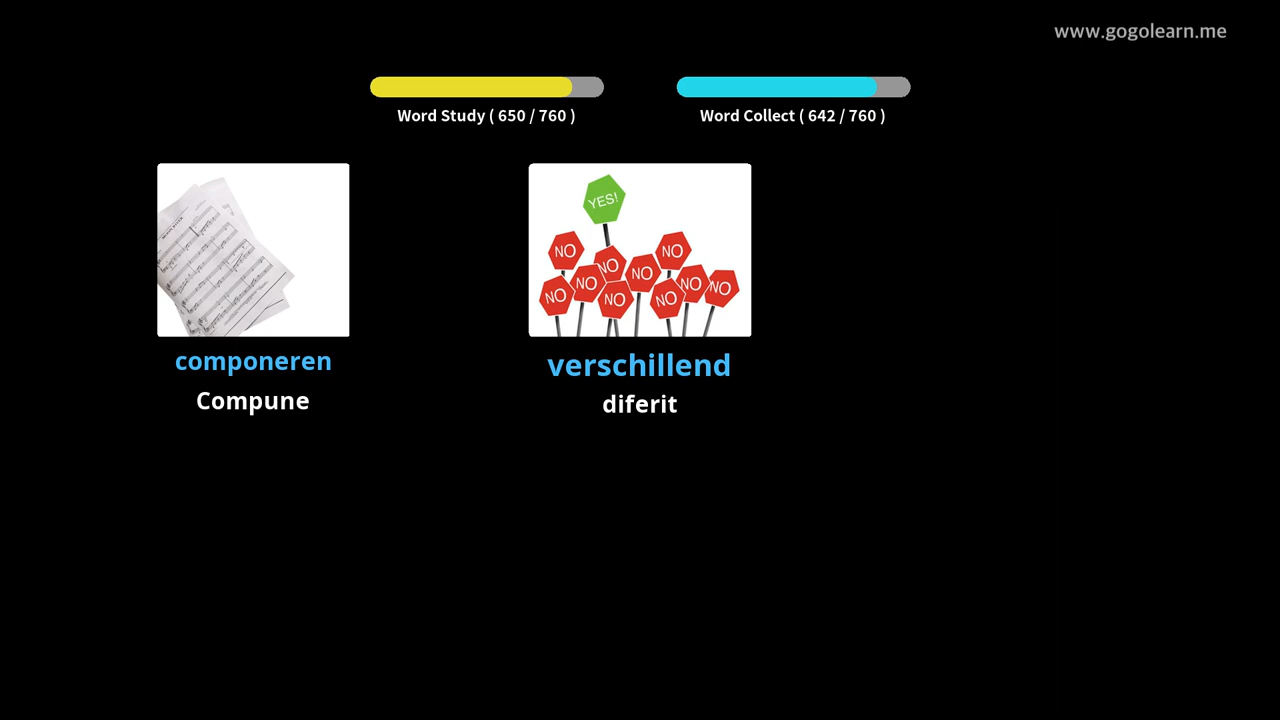 www.gogolearn.me
Word Study ( 650 / 760 )
Word Collect ( 642 / 760 )
YES!
NO
NO
NO
NO
NO
NO
NO
NO
NO
NO
componeren
Compune
verschillend
diferit